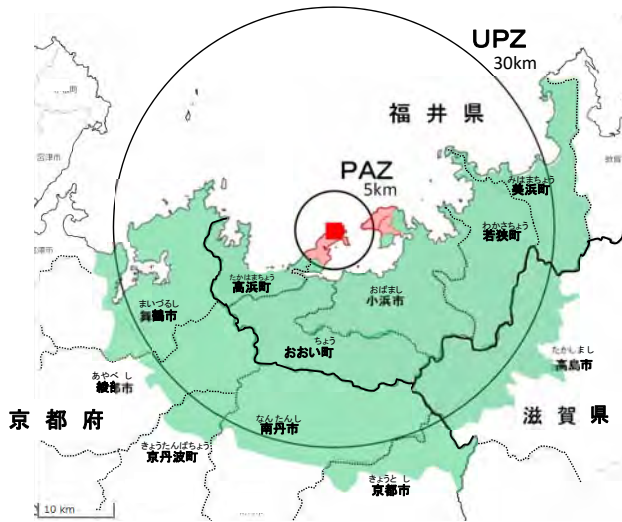 UPZ
30km
福井県
PAZ
5km
みはまちょう
美浜町
わかさちょう
若狭町
たかはまちょう
高浜町
おばまし
小浜市
まいづるし
舞鶴市
ちょう
おおい町
たかしまし
高島市
あやべし
綾部市
京都府
なんたんし
南丹市
滋賀県
きょうたんばちょう
京丹波町
きょうとし
京都市
10 km